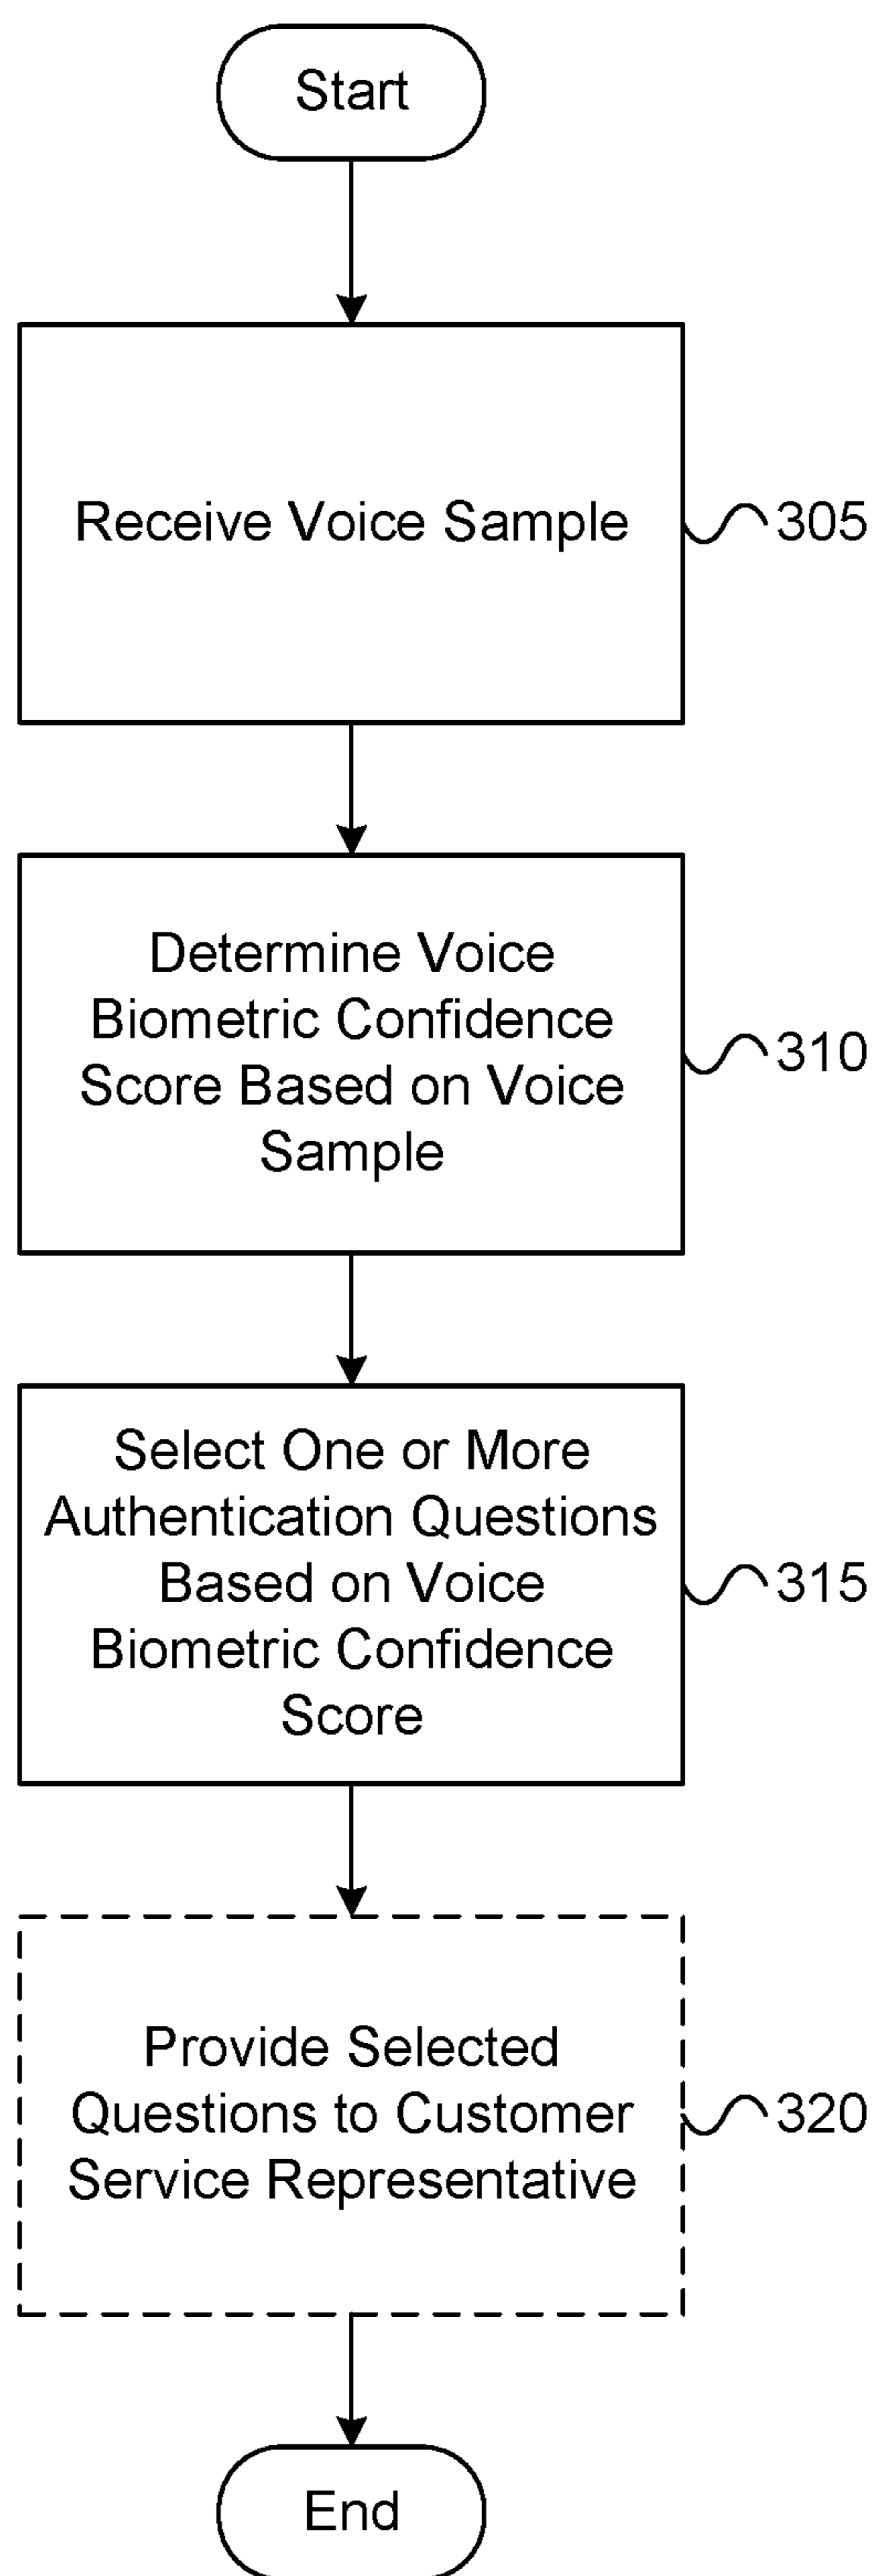 Start
Receive Voice Sample
305
Determine Voice
Biometric Confidence
Score Based on Voice
Sample
310
Select One or More
Authentication Questions
Based on Voice
Biometric Confidence
Score
315
Provide Selected
Questions to Customer
Service Representative
320
End